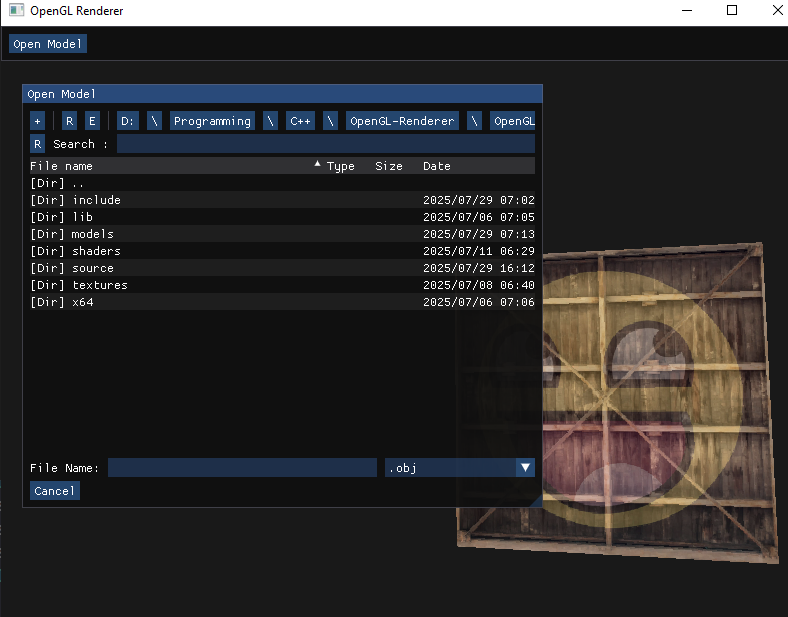 OpenGL Renderer
Open Model
Open Model
+ | R E | D: \ Programming \ C++ \ OpenGL-Renderer \ OpenGL
R Search :
File name Type Size Date
[Dir] ..
[Dir] include 2025/07/29 07:02
[Dir] lib 2025/07/06 07:05
[Dir] models 2025/07/29 07:13
[Dir] shaders 2025/07/11 06:29
[Dir] source 2025/07/29 16:12
[Dir] textures 2025/07/08 06:40
[Dir] x64 2025/07/06 07:06
File Name: .obj
Cancel